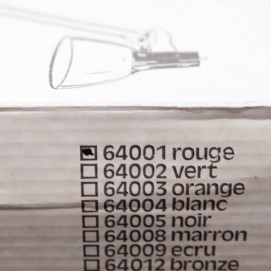 64001 rouge
64002 vert
64003 orange
64004 blanc
64005 noir
64008 marron
64009 ecru
64012 bronze